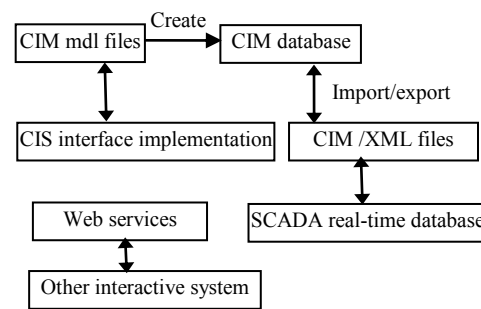 Create
CIM mdl files
CIM database
Import/export
CIS interface implementation
CIM /XML files
Web services
SCADA real-time database
Other interactive system